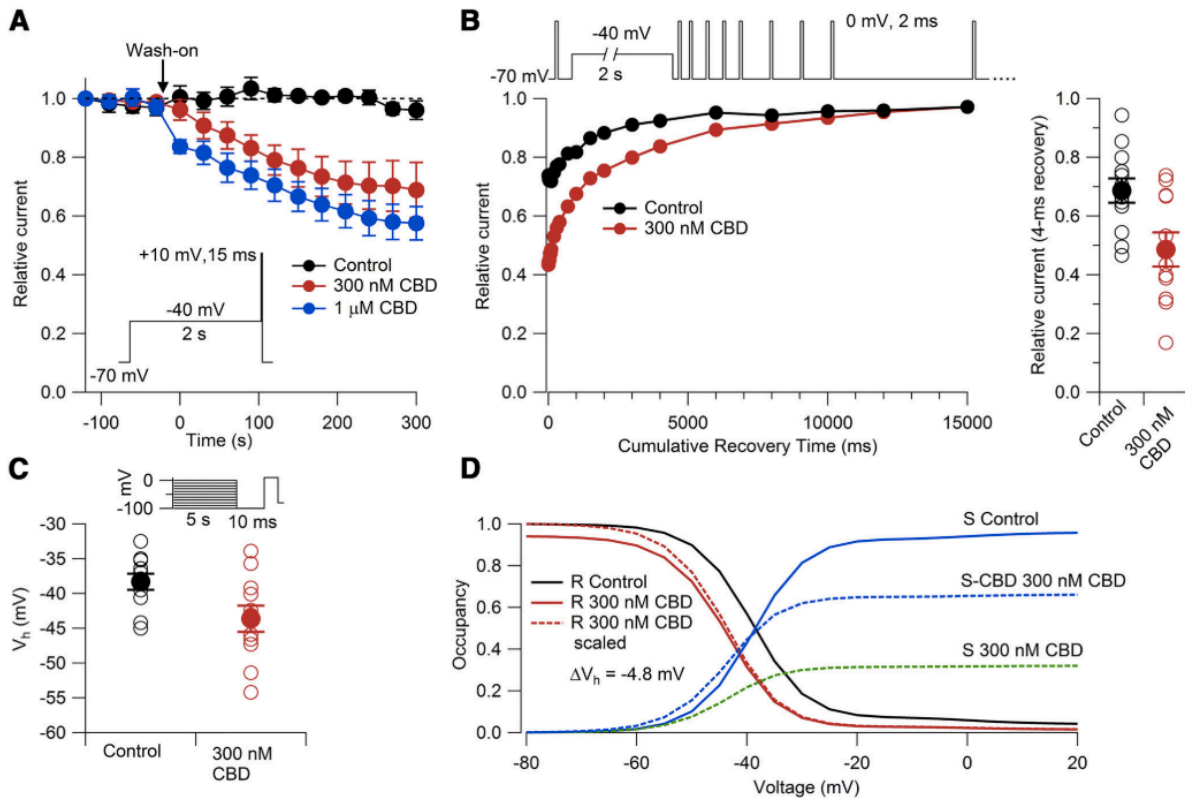 A
Wash-on
Relative current
1.0
0.8
0.6
0.4
0.2
0.0
+10 mV,15 ms
-40 mV
2 s
-70 mV
Control
300 nM CBD
1 μM CBD
-100
0
100
200
300
Time (s)
B
-40 mV
0 mV, 2 ms
-70 mV
2 s
Relative current
1.0
0.8
0.6
0.4
0.2
0.0
Control
300 nM CBD
0
5000
10000
15000
Cumulative Recovery Time (ms)
Relative current (4-ms recovery)
1.0
0.8
0.6
0.4
0.2
0.0
Control
300 nM
CBD
C
mV
0
-100
5 s
10 ms
Vh (mV)
-30
-35
-40
-45
-50
-55
-60
Control
300 nM
CBD
D
Occupancy
1.0
0.8
0.6
0.4
0.2
0.0
R Control
R 300 nM CBD
R 300 nM CBD
scaled
ΔVh = -4.8 mV
S Control
S-CBD 300 nM CBD
S 300 nM CBD
-80
-60
-40
-20
0
20
Voltage (mV)